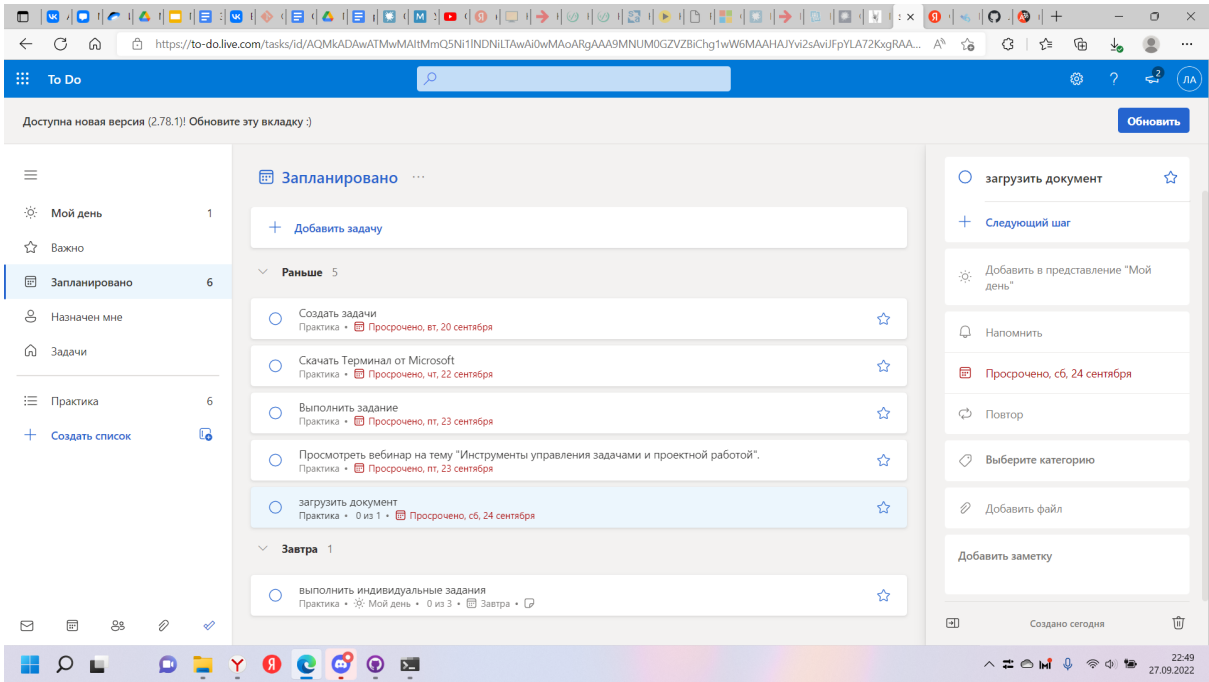 https://to-do.live.com/tasks/id/AQMkADAwATMwMAItMmQ5Ni1lNDNiLTAwAi0wMAoARgAAA9MNUM0GZVZBiChg1wW6MAAHAJYvi2sAviJFpYLA72KxgRAA...
To Do
2
ЛА
Доступна новая версия (2.78.1)! Обновите эту вкладку :)
Обновить
Мой день 1
Важно
Запланировано 6
Назначен мне
Задачи
Практика 6
Создать список
Запланировано ...
Добавить задачу
Раньше 5
Создать задачи
Практика • Просрочено, вт, 20 сентября
Скачать Терминал от Microsoft
Практика • Просрочено, чт, 22 сентября
Выполнить задание
Практика • Просрочено, пт, 23 сентября
Просмотреть вебинар на тему "Инструменты управления задачами и проектной работой".
Практика • Просрочено, пт, 23 сентября
загрузить документ
Практика • 0 из 1 • Просрочено, сб, 24 сентября
Завтра 1
выполнить индивидуальные задания
Практика • Мой день • 0 из 3 • Завтра •
загрузить документ
Следующий шаг
Добавить в представление "Мой
день"
Напомнить
Просрочено, сб, 24 сентября
Повтор
Выберите категорию
Добавить файл
Добавить заметку
Создано сегодня
22:49
27.09.2022